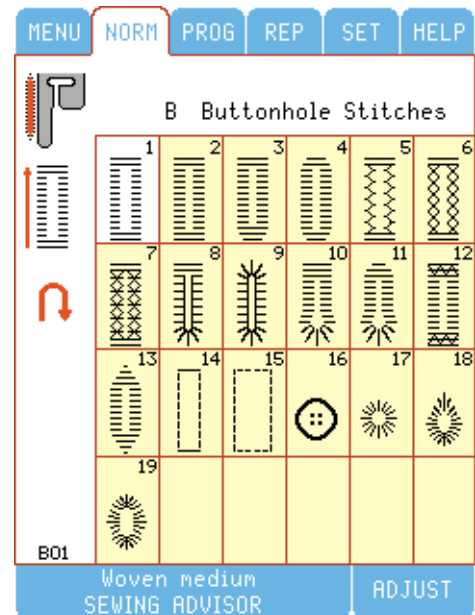 MENU NORM PROG REP SET HELP
B Buttonhole Stitches
1 2 3 4 5 6
7 8 9 10 11 12
13 14 15 16 17 18
19
B01
Woven medium
SEWING ADVISOR
ADJUST